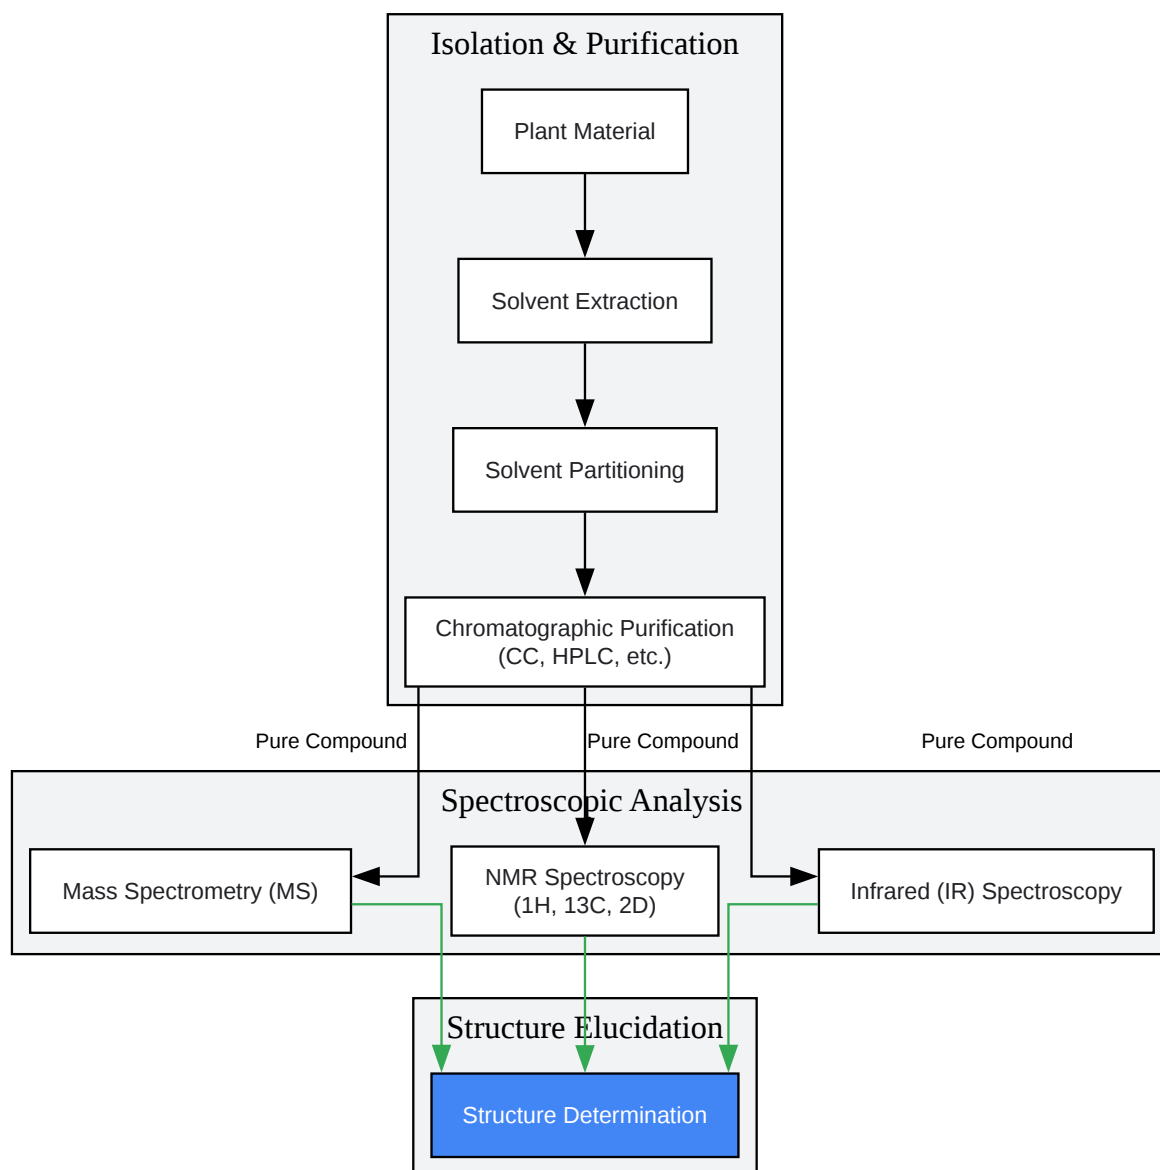 Isolation & Purification
Plant Material
Solvent Extraction
Solvent Partitioning
Chromatographic Purification
(CC, HPLC, etc.)
Pure Compound
Pure Compound
Pure Compound
Spectroscopic Analysis
Mass Spectrometry (MS)
NMR Spectroscopy
(1H, 13C, 2D)
Infrared (IR) Spectroscopy
Structure Elucidation
Structure Determination